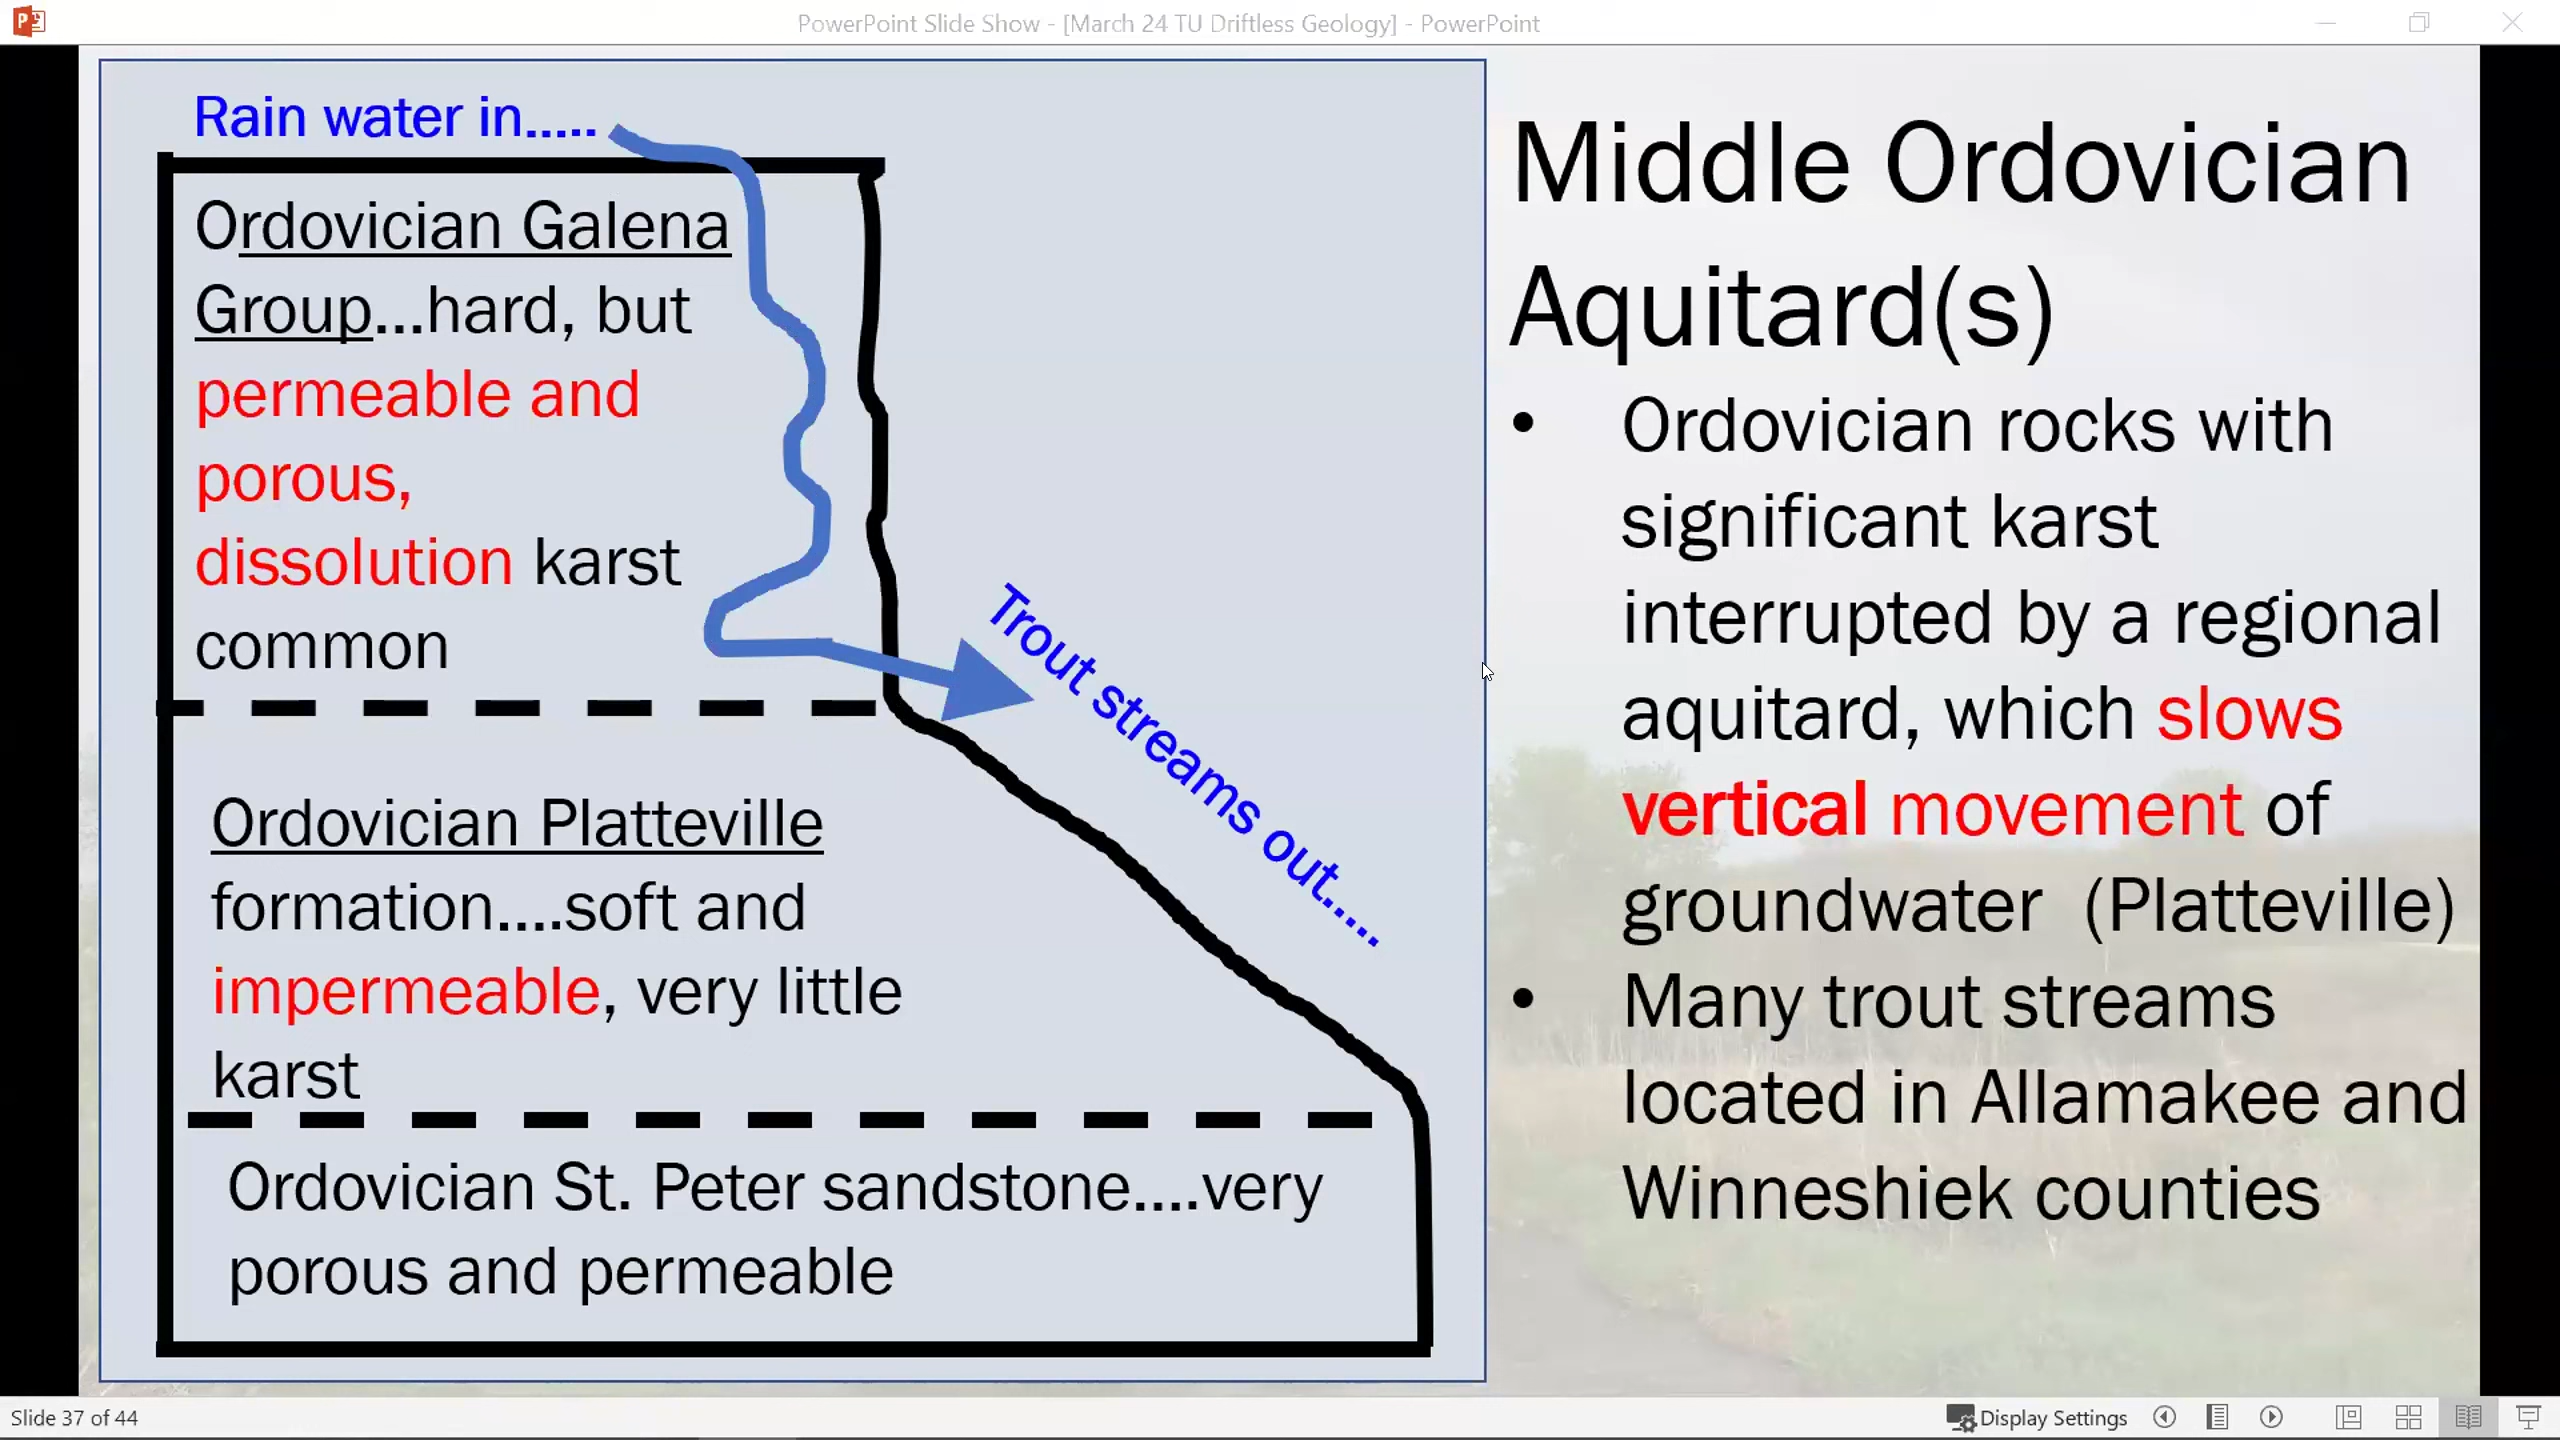 PowerPoint Slide Show - [March 24 TU Driftless Geology] - PowerPoint
Rain water in.....
Ordovician Galena
Group...hard, but
permeable and
porous,
dissolution karst
common
Trout streams out.....
Ordovician Platteville
formation....soft and
impermeable, very little
karst
Ordovician St. Peter sandstone....very
porous and permeable
Middle Ordovician
Aquitard(s)
• Ordovician rocks with
significant karst
interrupted by a regional
aquitard, which slows
vertical movement of
groundwater (Platteville)
• Many trout streams
located in Allamakee and
Winneshiek counties
Slide 37 of 44
Display Settings